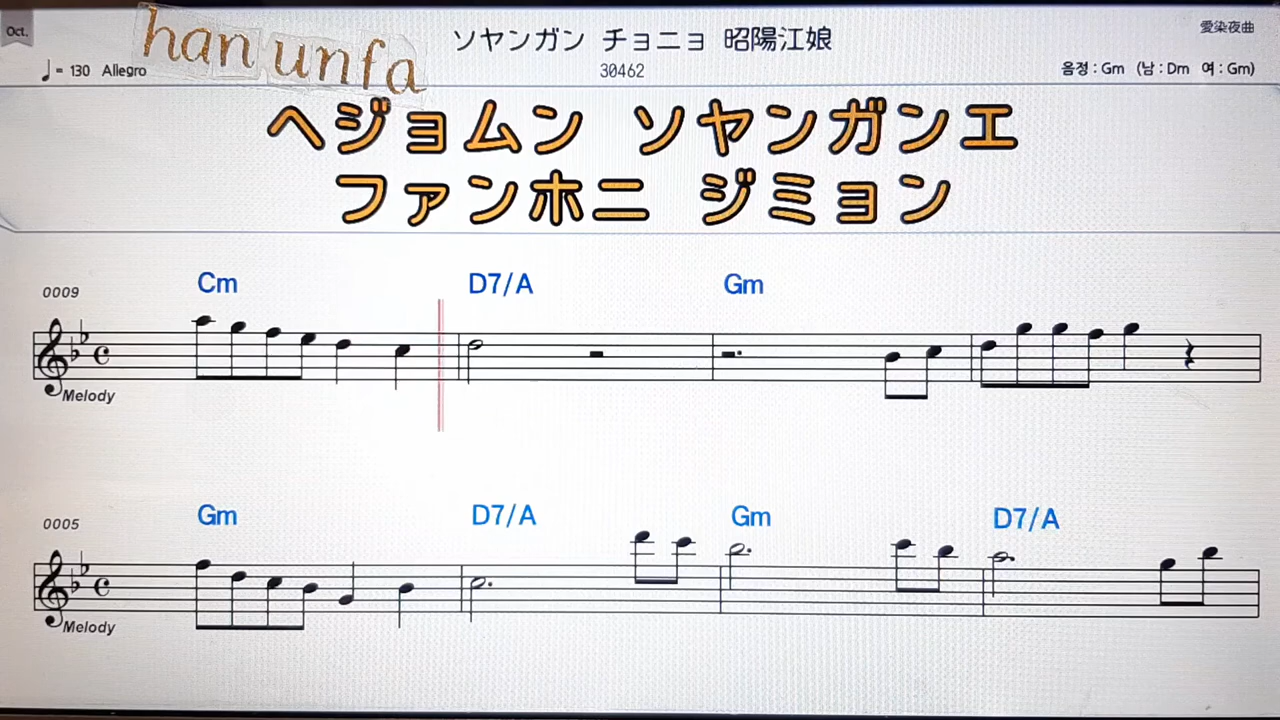 Oct.
han unfa
ソヤンガン チョニョ 昭陽江娘
愛染夜曲
♩= 130 Allegro
30462
음정 : Gm (남 : Dm 여 : Gm)
ヘジョムン ソヤンガンエ
ファンホニ ジミョン
Cm D7/A Gm
0009
Melody
Gm D7/A Gm D7/A
0005
Melody